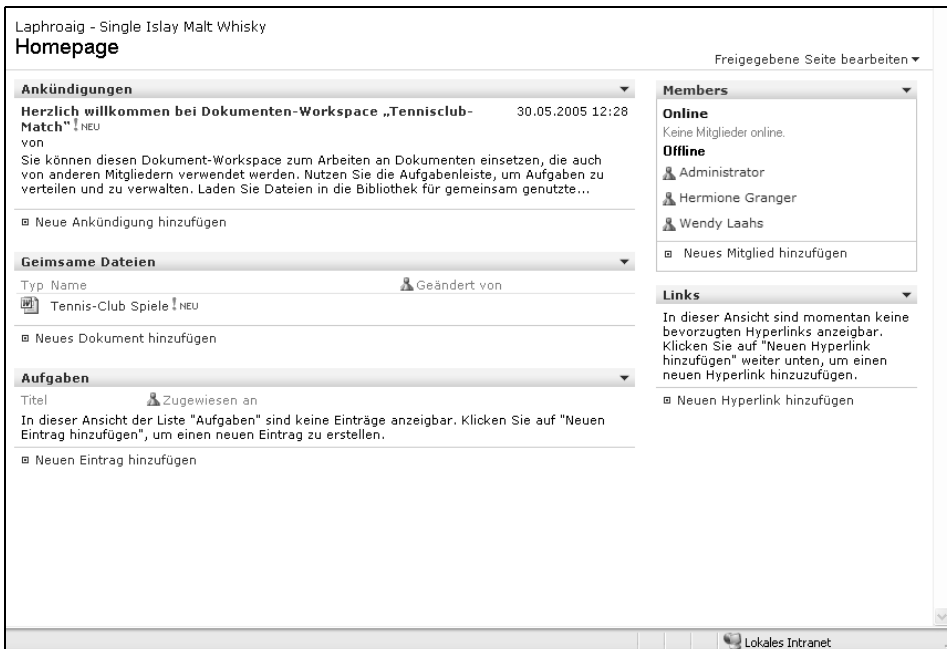 Laphroaig - Single Islay Malt Whisky
Homepage
Freigegebene Seite bearbeiten
Ankündigungen
Herzlich willkommen bei Dokumenten-Workspace „Tennisclub-
Match“ ! NEU
30.05.2005 12:28
von
Sie können diesen Dokument-Workspace zum Arbeiten an Dokumenten einsetzen, die auch
von anderen Mitgliedern verwendet werden. Nutzen Sie die Aufgabenleiste, um Aufgaben zu
verteilen und zu verwalten. Laden Sie Dateien in die Bibliothek für gemeinsam genutzte...
Neue Ankündigung hinzufügen
Geimsame Dateien
Typ Name Geändert von
Tennis-Club Spiele ! NEU
Neues Dokument hinzufügen
Aufgaben
Titel Zugewiesen an
In dieser Ansicht der Liste "Aufgaben" sind keine Einträge anzeigbar. Klicken Sie auf "Neuen
Eintrag hinzufügen", um einen neuen Eintrag zu erstellen.
Neuen Eintrag hinzufügen
Members
Online
Keine Mitglieder online.
Offline
Administrator
Hermione Granger
Wendy Laahs
Neues Mitglied hinzufügen
Links
In dieser Ansicht sind momentan keine
bevorzugten Hyperlinks anzeigbar.
Klicken Sie auf "Neuen Hyperlink
hinzufügen" weiter unten, um einen
neuen Hyperlink hinzuzufügen.
Neuen Hyperlink hinzufügen
Lokales Intranet